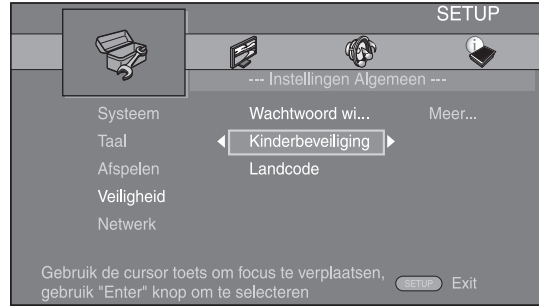 SETUP
--- Instellingen Algemeen ---
Systeem
Wachtwoord wi...
Meer...
Taal
Kinderbeveiliging
Afspelen
Landcode
Veiligheid
Netwerk
Gebruik de cursor toets om focus te verplaatsen,
gebruik "Enter" knop om te selecteren
SETUP Exit